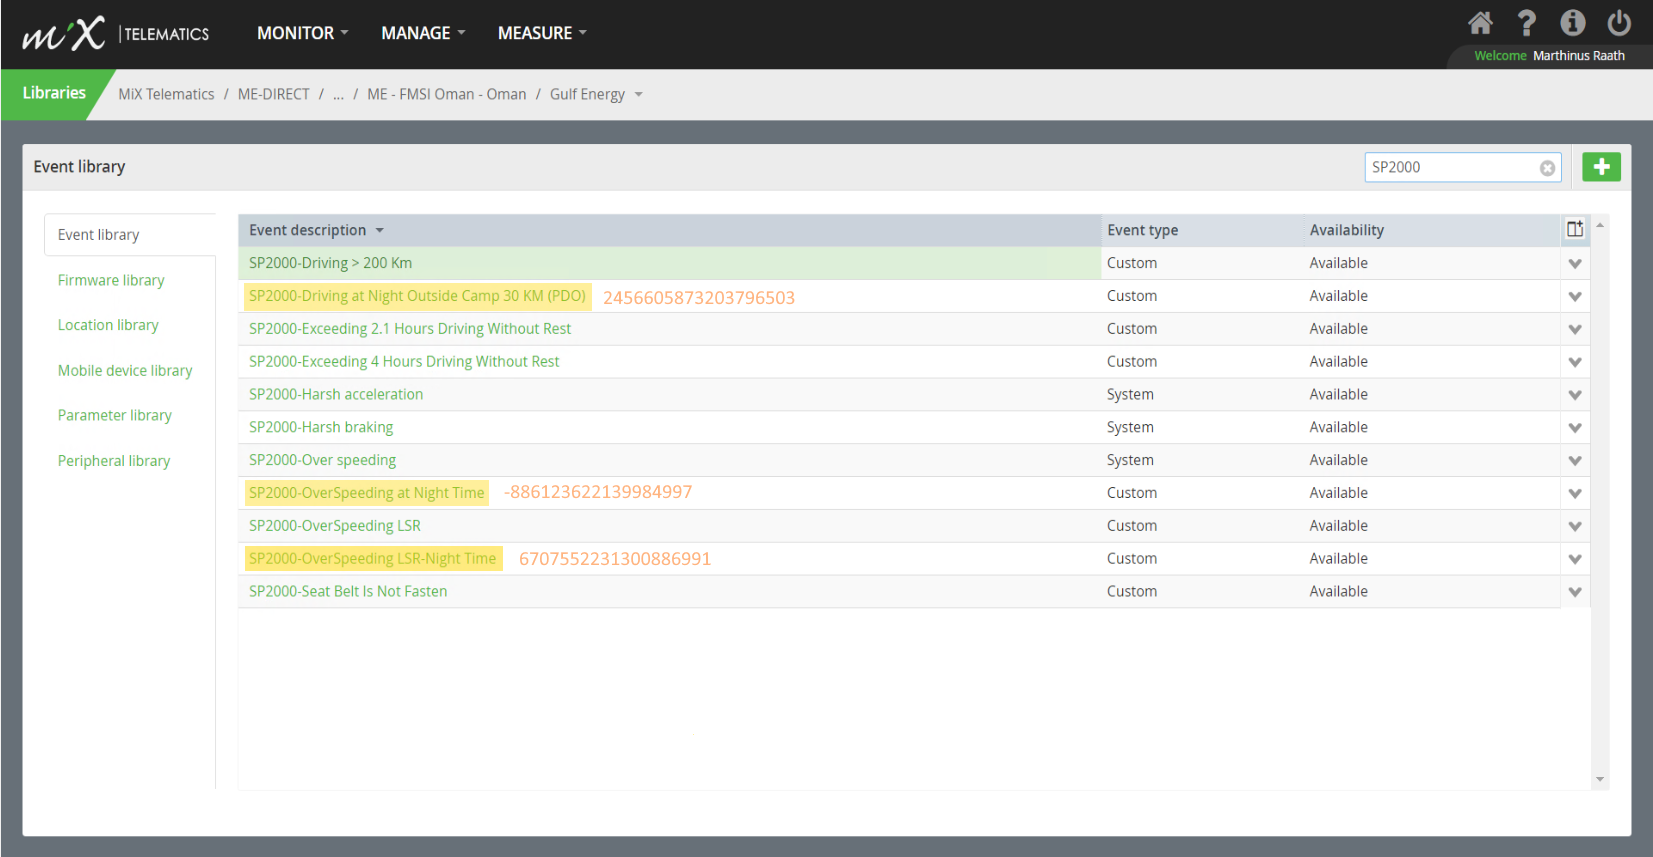 miX TELEMATICS MONITOR MANAGE MEASURE
Welcome Marthinus Raath
Libraries MiX Telematics / ME-DIRECT / ... / ME - FMSI Oman - Oman / Gulf Energy
Event library SP2000
Event library
Firmware library
Location library
Mobile device library
Parameter library
Peripheral library
Event description Event type Availability
SP2000-Driving > 200 Km Custom Available
SP2000-Driving at Night Outside Camp 30 KM (PDO) 2456605873203796503 Custom Available
SP2000-Exceeding 2.1 Hours Driving Without Rest Custom Available
SP2000-Exceeding 4 Hours Driving Without Rest Custom Available
SP2000-Harsh acceleration System Available
SP2000-Harsh braking System Available
SP2000-Over speeding System Available
SP2000-OverSpeeding at Night Time -886123622139984997 Custom Available
SP2000-OverSpeeding LSR Custom Available
SP2000-OverSpeeding LSR-Night Time 6707552231300886991 Custom Available
SP2000-Seat Belt Is Not Fasten Custom Available